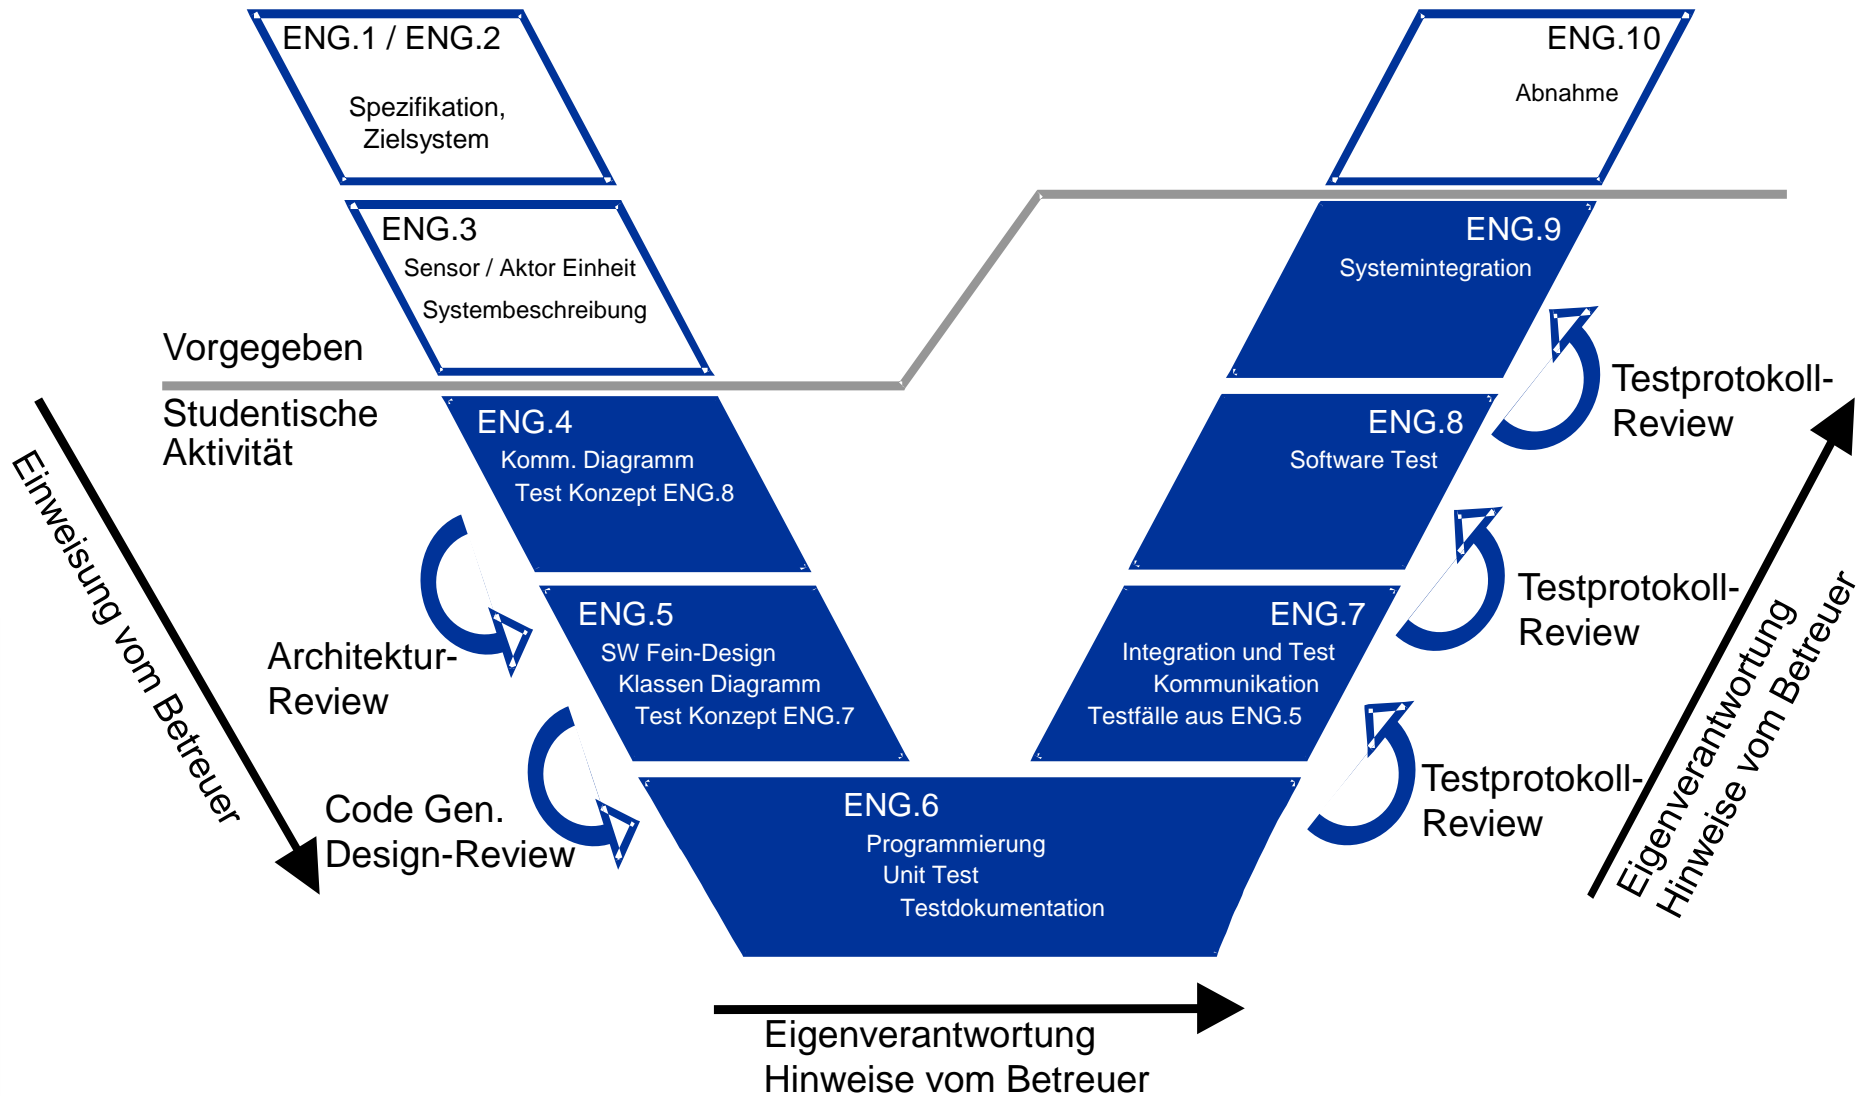 ENG.1 / ENG.2
Spezifikation,
Zielsystem
ENG.3
Sensor / Aktor Einheit
Systembeschreibung
Vorgegeben
Studentische
Aktivität
ENG.4
Komm. Diagramm
Test Konzept ENG.8
Einweisung vom Betreuer
Architektur-
Review
ENG.5
SW Fein-Design
Klassen Diagramm
Test Konzept ENG.7
Code Gen.
Design-Review
ENG.6
Programmierung
Unit Test
Testdokumentation
Eigenverantwortung
Hinweise vom Betreuer
ENG.7
Integration und Test
Kommunikation
Testfälle aus ENG.5
Testprotokoll-
Review
ENG.8
Software Test
Testprotokoll-
Review
ENG.9
Systemintegration
Testprotokoll-
Review
ENG.10
Abnahme
Eigenverantwortung
Hinweise vom Betreuer